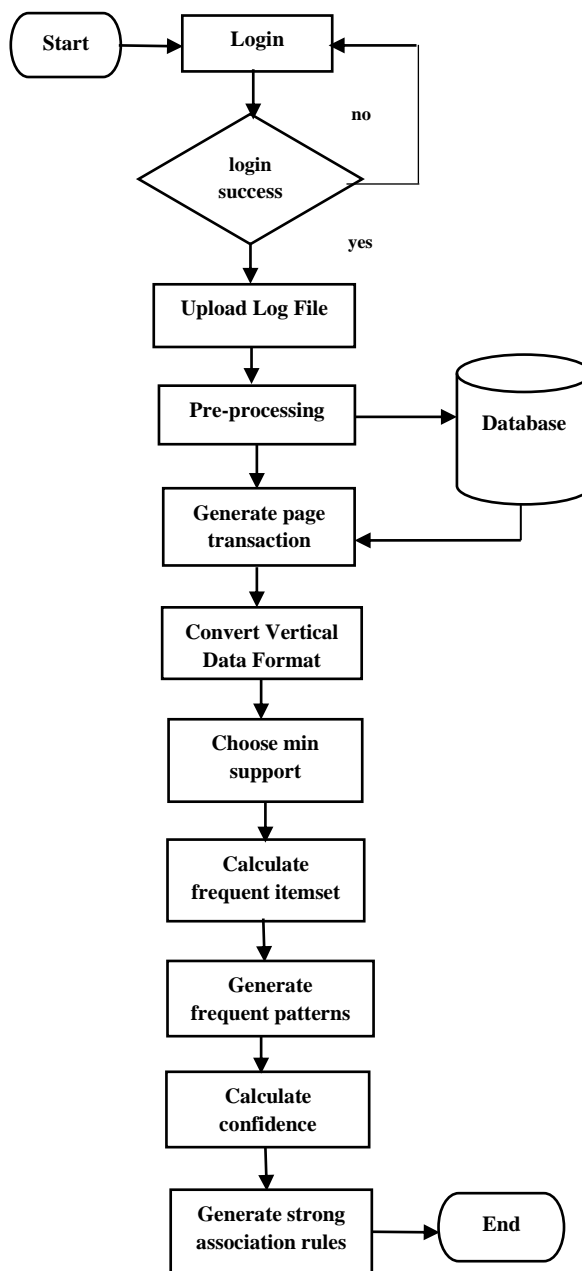 Start
Login
no
login
success
yes
Upload Log File
Pre-processing
Database
Generate page
transaction
Convert Vertical
Data Format
Choose min
support
Calculate
frequent itemset
Generate
frequent patterns
Calculate
confidence
Generate strong
association rules
End